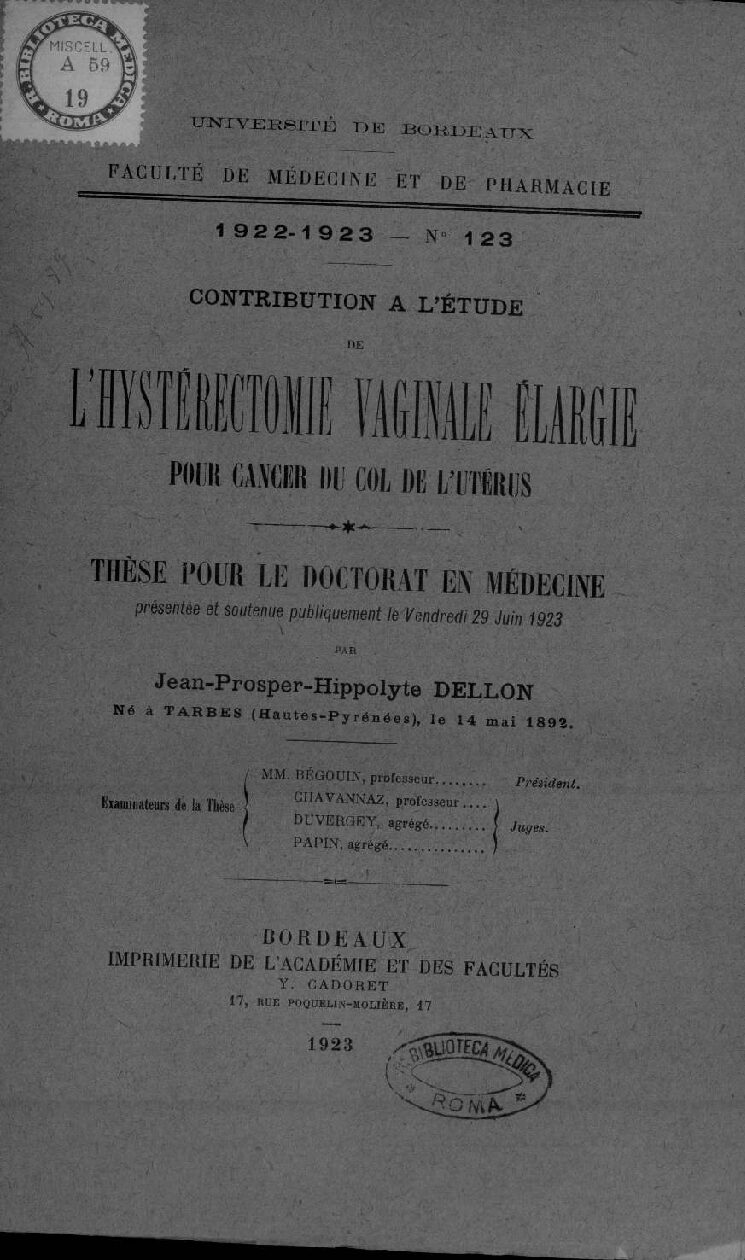 BIBLIOTECA MEDICA
MISCELL.
A 59
19
ROMA
UNIVERSITÉ DE BORDEAUX
FACULTÉ DE MÉDECINE ET DE PHARMACIE
1922-1923 — N° 123
CONTRIBUTION A L'ÉTUDE
DE
L'HYSTÉRECTOMIE VAGINALE ÉLARGIE
POUR CANCER DU COL DE L'UTÉRUS
THÈSE POUR LE DOCTORAT EN MÉDECINE
présentée et soutenue publiquement le Vendredi 29 Juin 1923
PAR
Jean-Prosper-Hippolyte DELLON
Né à TARBES (Hautes-Pyrénées), le 14 mai 1892.
Examinateurs de la Thèse
MM. BÉGOUIN, professeur........ Président.
CHAVANNAZ, professeur ....
DUVERGEY, agrégé......... Juges.
PAPIN, agrégé...............
BORDEAUX
IMPRIMERIE DE L'ACADÉMIE ET DES FACULTÉS
Y. CADORET
17, RUE POQUELIN-MOLIÈRE, 17
1923
BIBLIOTECA MEDICA
ROMA